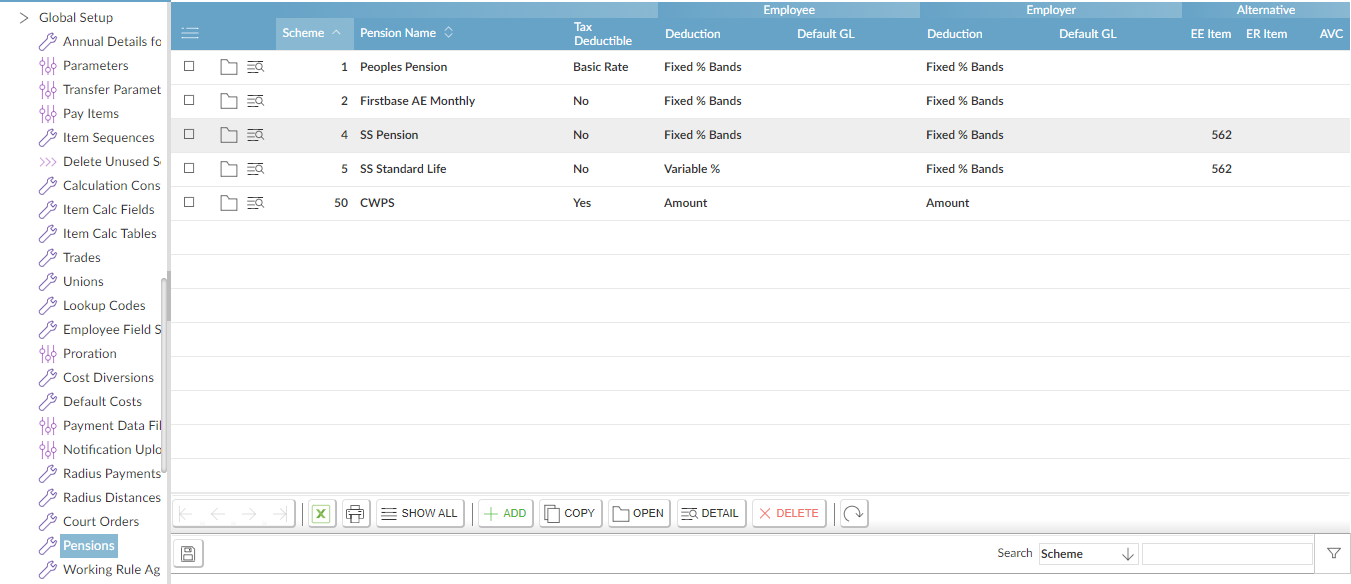 Global Setup
Annual Details fo
Parameters
Transfer Paramet
Pay Items
Item Sequences
Delete Unused S
Calculation Cons
Item Calc Fields
Item Calc Tables
Trades
Unions
Lookup Codes
Employee Field S
Proration
Cost Diversions
Default Costs
Payment Data Fil
Notification Uplo
Radius Payments
Radius Distances
Court Orders
Pensions
Working Rule Ag
Employee Employer Alternative
Scheme Pension Name Tax Deductible Deduction Default GL Deduction Default GL EE Item ER Item AVC
1 Peoples Pension Basic Rate Fixed % Bands Fixed % Bands
2 Firstbase AE Monthly No Fixed % Bands Fixed % Bands
4 SS Pension No Fixed % Bands Fixed % Bands 562
5 SS Standard Life No Variable % Fixed % Bands 562
50 CWPS Yes Amount Amount
SHOW ALL ADD COPY OPEN DETAIL DELETE
Search Scheme